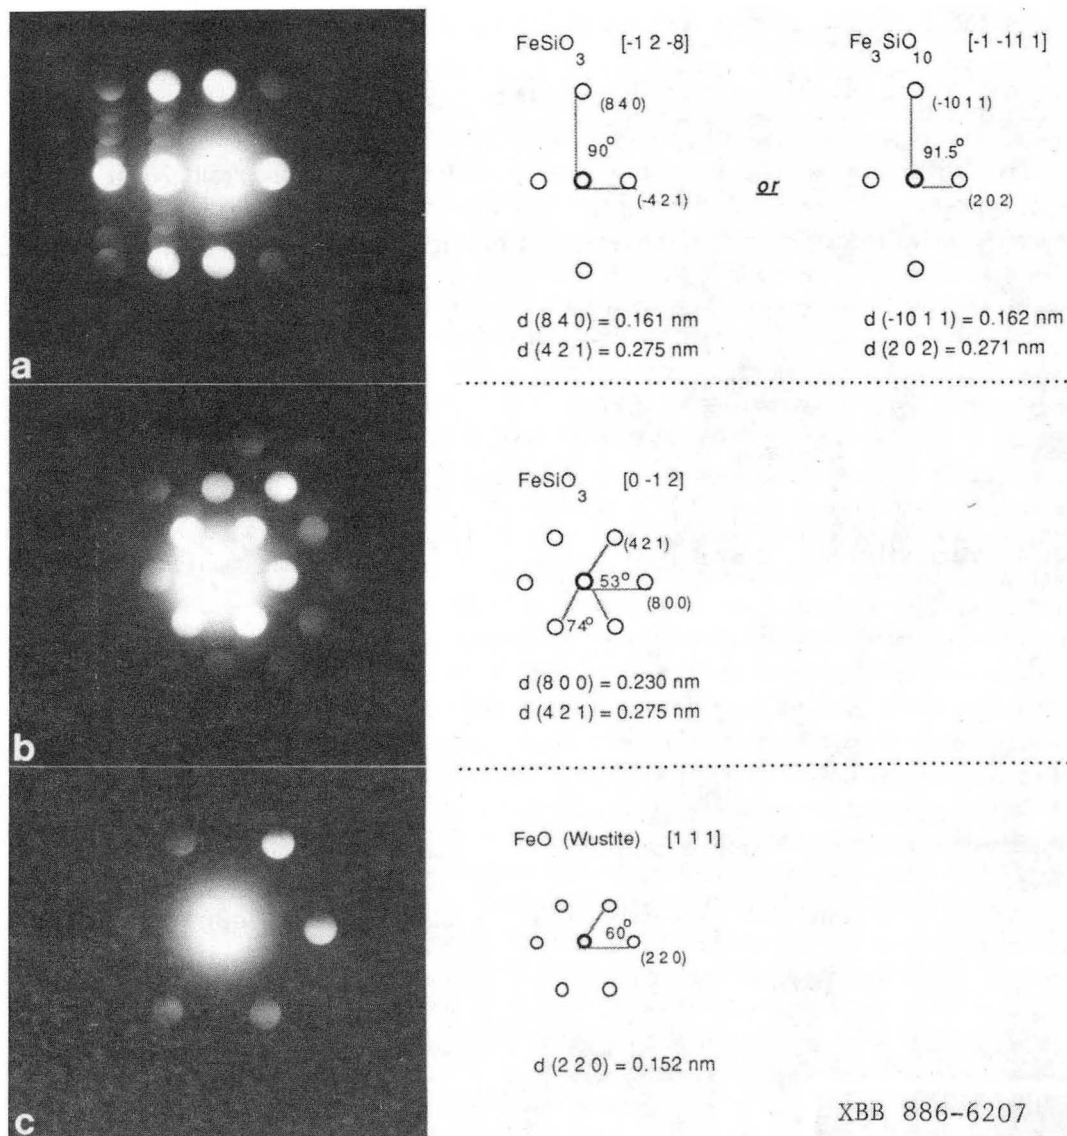 FeSiO3 [-1 2 -8]
(8 4 0)
90°
(-4 2 1)
d (8 4 0) = 0.161 nm
d (4 2 1) = 0.275 nm
or
Fe3SiO10 [-1 -11 1]
(-10 1 1)
91.5°
(2 0 2)
d (-10 1 1) = 0.162 nm
d (2 0 2) = 0.271 nm
a
FeSiO3 [0 -1 2]
(4 2 1)
53°
(8 0 0)
74°
d (8 0 0) = 0.230 nm
d (4 2 1) = 0.275 nm
b
FeO (Wustite) [1 1 1]
60°
(2 2 0)
d (2 2 0) = 0.152 nm
c
XBB 886-6207